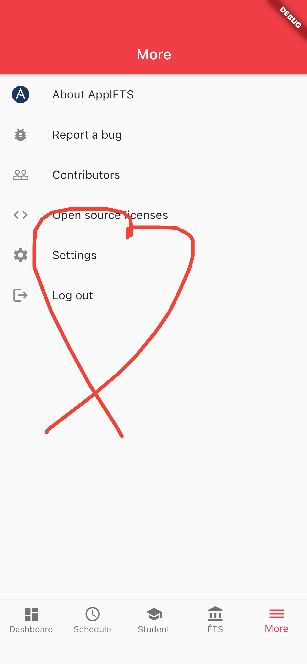 DEBUG
More
About ApplETS
Report a bug
Contributors
Open source licenses
Settings
Log out
Dashboard
Schedule
Student
ÉTS
More